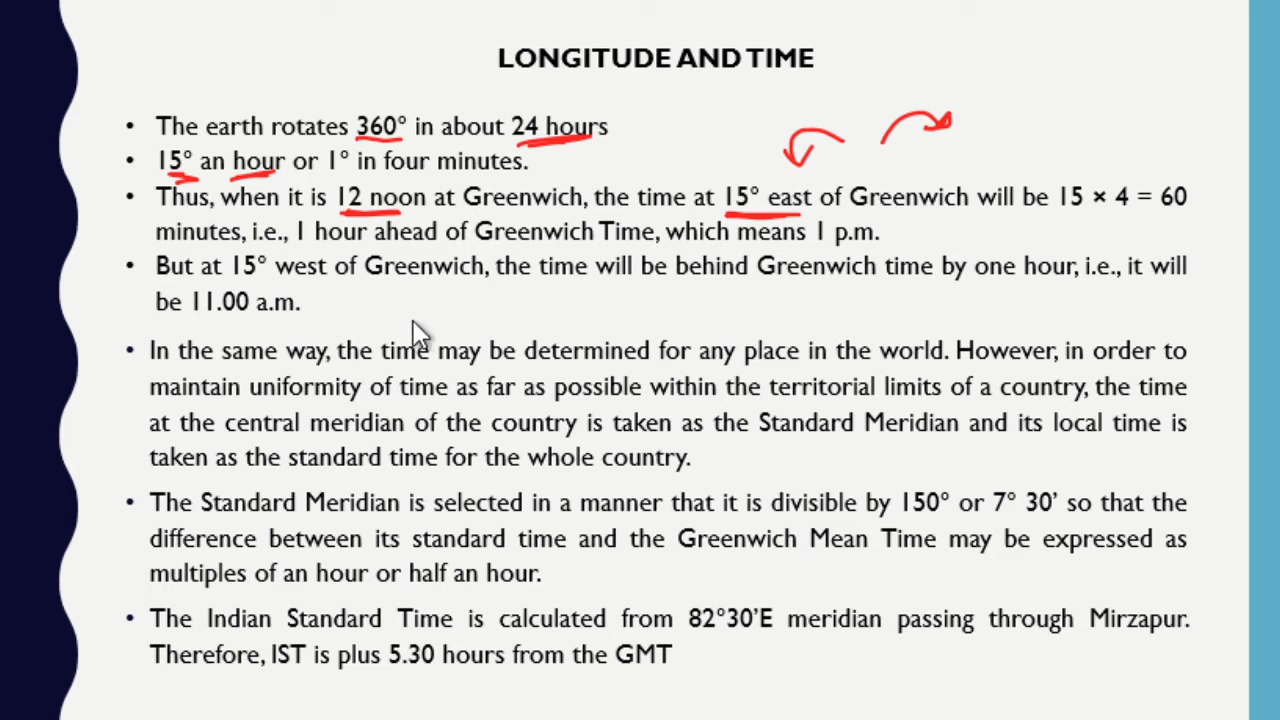 LONGITUDE AND TIME
• The earth rotates 360° in about 24 hours
• 15° an hour or 1° in four minutes.
• Thus, when it is 12 noon at Greenwich, the time at 15° east of Greenwich will be 15 × 4 = 60
minutes, i.e., 1 hour ahead of Greenwich Time, which means 1 p.m.
• But at 15° west of Greenwich, the time will be behind Greenwich time by one hour, i.e., it will
be 11.00 a.m.
• In the same way, the time may be determined for any place in the world. However, in order to
maintain uniformity of time as far as possible within the territorial limits of a country, the time
at the central meridian of the country is taken as the Standard Meridian and its local time is
taken as the standard time for the whole country.
• The Standard Meridian is selected in a manner that it is divisible by 150° or 7° 30’ so that the
difference between its standard time and the Greenwich Mean Time may be expressed as
multiples of an hour or half an hour.
• The Indian Standard Time is calculated from 82°30’E meridian passing through Mirzapur.
Therefore, IST is plus 5.30 hours from the GMT